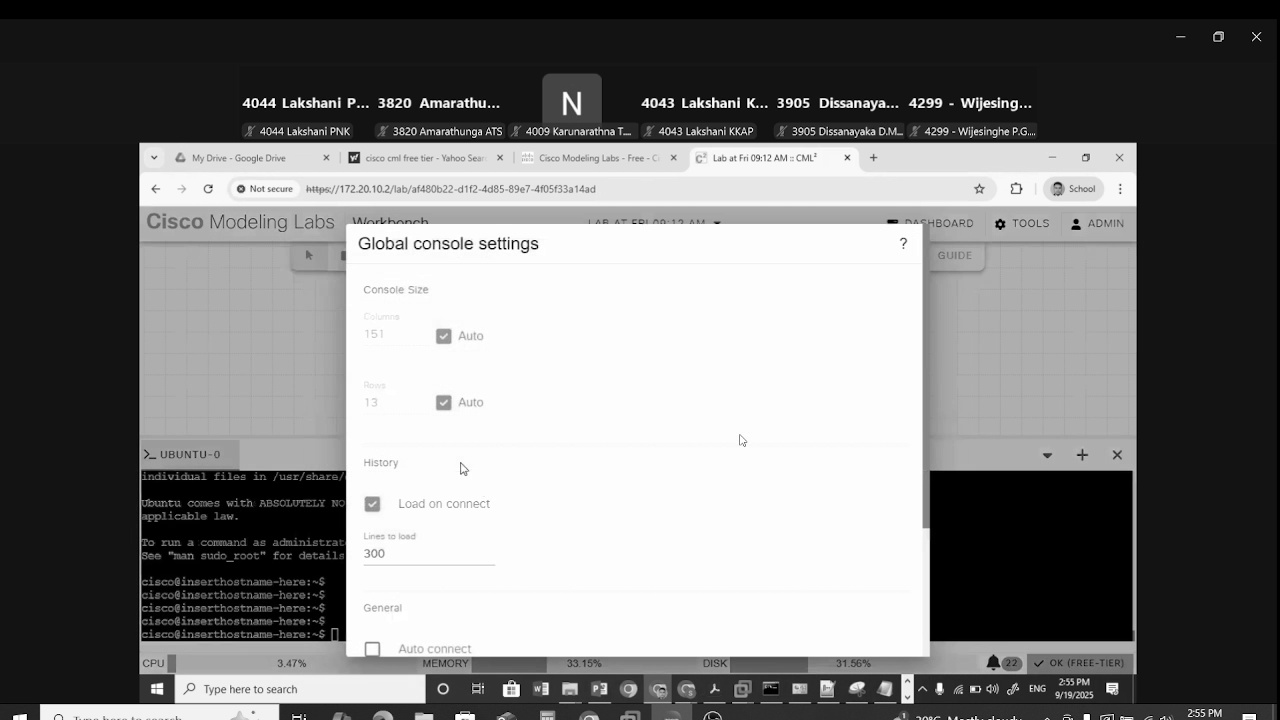 4044 Lakshani P... 3820 Amarathu... N 4043 Lakshani K... 3905 Dissanaya... 4299 - Wijesing...
4044 Lakshani PNK 3820 Amarathunga ATS 4009 Karunarathna T... 4043 Lakshani KKAP 3905 Dissanayaka D.M... 4299 - Wijesinghe P.G....
My Drive - Google Drive cisco cml free tier - Yahoo Sear Cisco Modeling Labs - Free - Ci Lab at Fri 09:12 AM :: CML²
Not secure https://172.20.10.2/lab/af480b22-d1f2-4d85-89e7-4f05f33a14ad School
Cisco Modeling Labs Workbench LAB AT FRI 09:12 AM DASHBOARD TOOLS ADMIN
Global console settings ?
GUIDE
Console Size
Columns
151 Auto
Rows
13 Auto
UBUNTU-0
History
individual files in /usr/share/
Ubuntu comes with ABSOLUTELY NO
applicable law.
Load on connect
To run a command as administrat
See "man sudo_root" for details
Lines to load
300
cisco@inserthostname-here:~$
cisco@inserthostname-here:~$
cisco@inserthostname-here:~$
cisco@inserthostname-here:~$
cisco@inserthostname-here:~$
General
Auto connect
CPU 3.47% MEMORY 33.15% DISK 31.56% 22 OK (FREE-TIER)
Type here to search ENG 2:55 PM
9/19/2025
Type here to search Mostly cloudy 2:55 PM